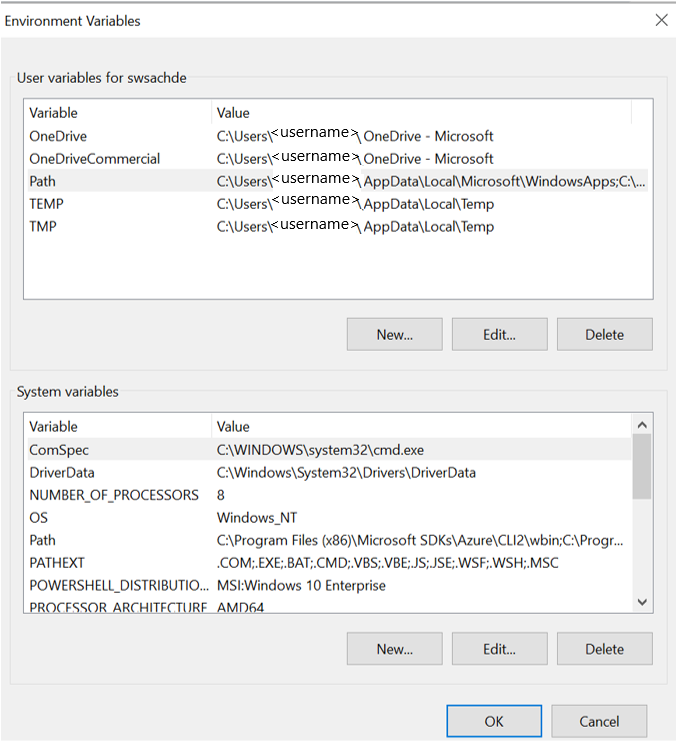 Environment Variables
User variables for swsachde
Variable Value
OneDrive C:\Users\<username>\OneDrive - Microsoft
OneDriveCommercial C:\Users\<username>\OneDrive - Microsoft
Path C:\Users\<username>\AppData\Local\Microsoft\WindowsApps;C:\...
TEMP C:\Users\<username>\AppData\Local\Temp
TMP C:\Users\<username>\AppData\Local\Temp
New... Edit... Delete
System variables
Variable Value
ComSpec C:\WINDOWS\system32\cmd.exe
DriverData C:\Windows\System32\Drivers\DriverData
NUMBER_OF_PROCESSORS 8
OS Windows_NT
Path C:\Program Files (x86)\Microsoft SDKs\Azure\CLI2\wbin;C:\Progr...
PATHEXT .COM;.EXE;.BAT;.CMD;.VBS;.VBE;.JS;.JSE;.WSF;.WSH;.MSC
POWERSHELL_DISTRIBUTIO... MSI:Windows 10 Enterprise
PROCESSOR_ARCHITECTURE AMD64
New... Edit... Delete
OK Cancel